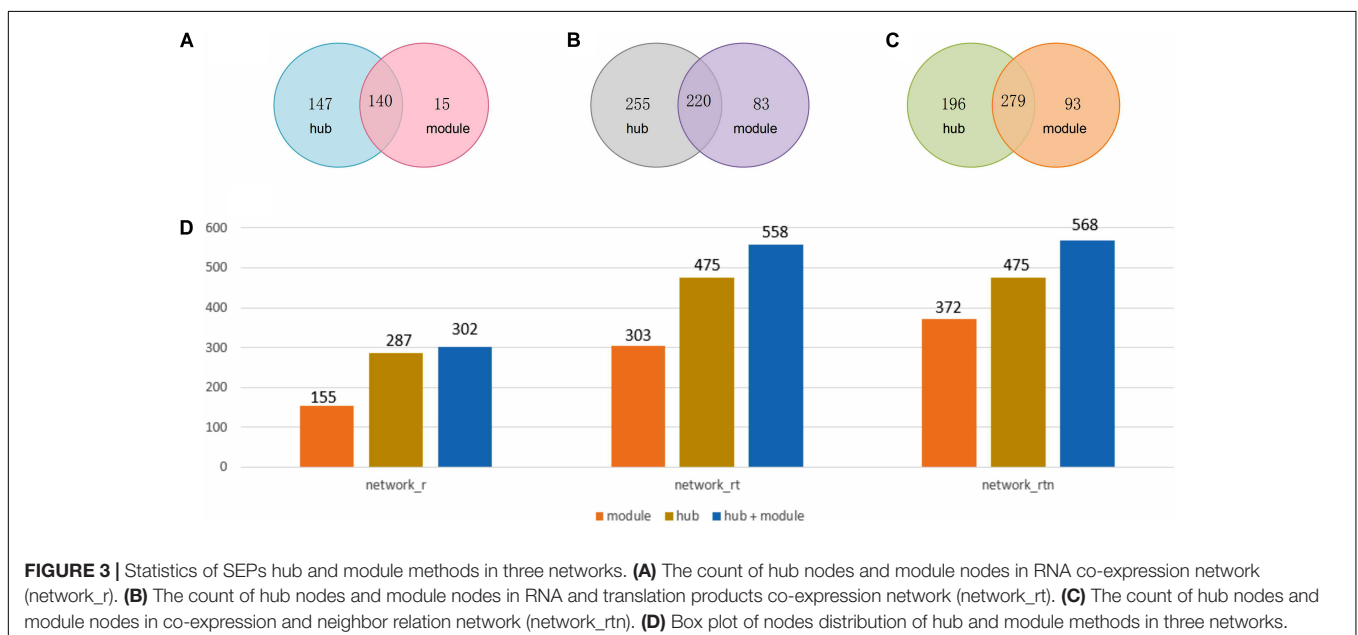 A
B
C
147
140
15
hub
module
255
220
83
hub
module
196
279
93
hub
module
D
600
500
400
300
200
100
0
155
287
302
303
475
558
372
475
568
network_r
network_rt
network_rtn
module hub hub + module
FIGURE 3 | Statistics of SEPs hub and module methods in three networks. (A) The count of hub nodes and module nodes in RNA co-expression network
(network_r). (B) The count of hub nodes and module nodes in RNA and translation products co-expression network (network_rt). (C) The count of hub nodes and
module nodes in co-expression and neighbor relation network (network_rtn). (D) Box plot of nodes distribution of hub and module methods in three networks.